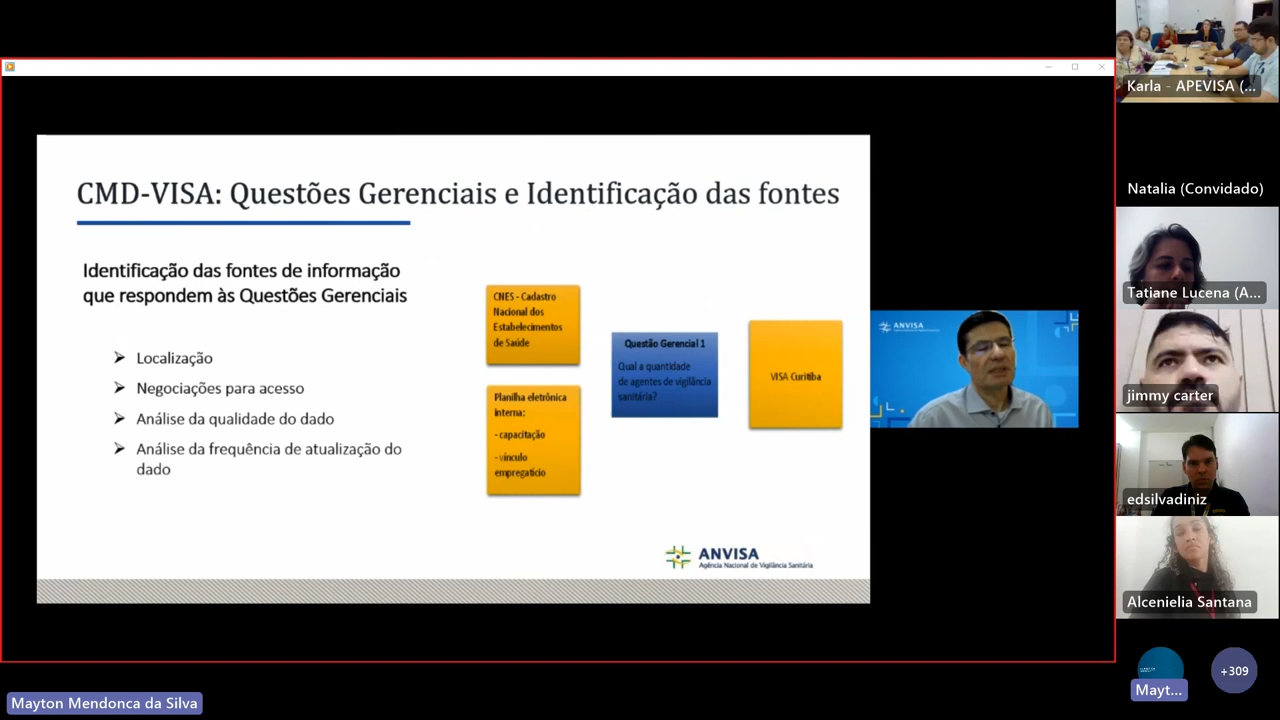 CMD-VISA: Questões Gerenciais e Identificação das fontes
Identificação das fontes de informação
que respondem às Questões Gerenciais
Localização
Negociações para acesso
Análise da qualidade do dado
Análise da frequência de atualização do
dado
CNES - Cadastro
Nacional dos
Estabelecimentos
de Saúde
Planilha eletrônica
interna:
- capacitação
- vínculo
empregatício
Questão Gerencial 1
Qual a quantidade
de agentes de vigilância
sanitária?
VISA Curitiba
ANVISA
Agência Nacional de Vigilância Sanitária
ANVISA
Karla - APEVISA (...
Natalia (Convidado)
Tatiane Lucena (A...
jimmy carter
edsilvadiniz
Alcenielia Santana
Mayt...
+309
Mayton Mendonca da Silva